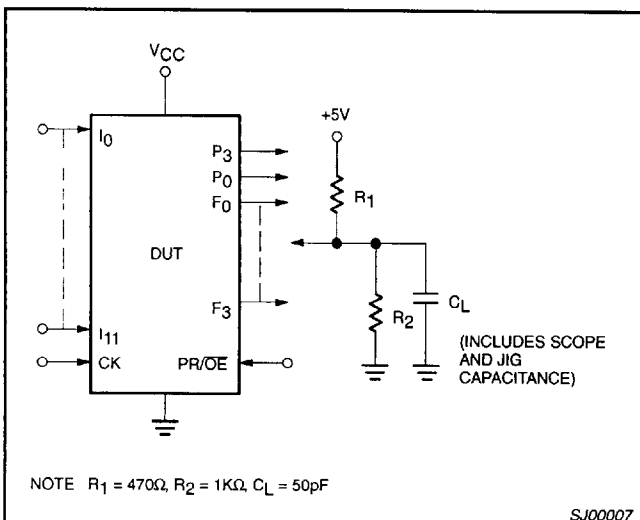 VCC
+5V
I0
P3
P0
F0
R1
DUT
F3
R2
CL
I11
CK
PR/OE
(INCLUDES SCOPE
AND JIG
CAPACITANCE)
NOTE R1 = 470Ω, R2 = 1KΩ, CL = 50pF
SJ00007